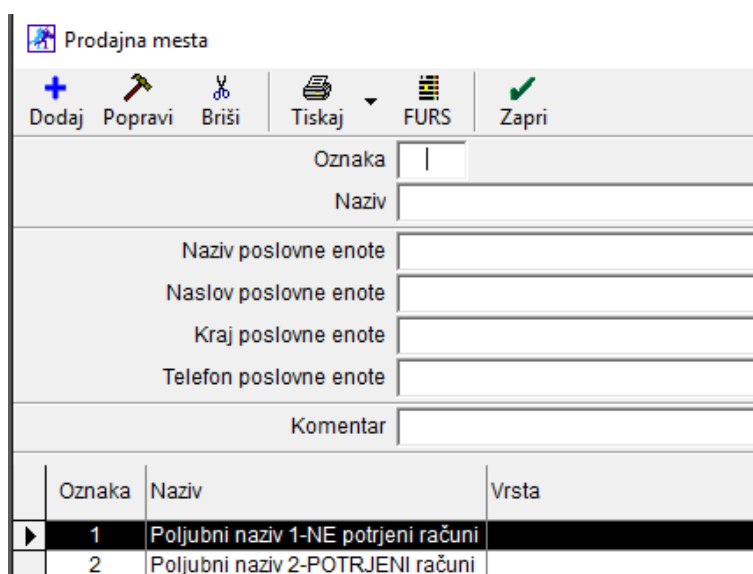 Prodajna mesta
Dodaj Popravi Briši Tiskaj FURS Zapri
Oznaka
Naziv
Naziv poslovne enote
Naslov poslovne enote
Kraj poslovne enote
Telefon poslovne enote
Komentar
Oznaka Naziv Vrsta
1 Poljubni naziv 1-NE potrjeni računi
2 Poljubni naziv 2-POTRJENI računi